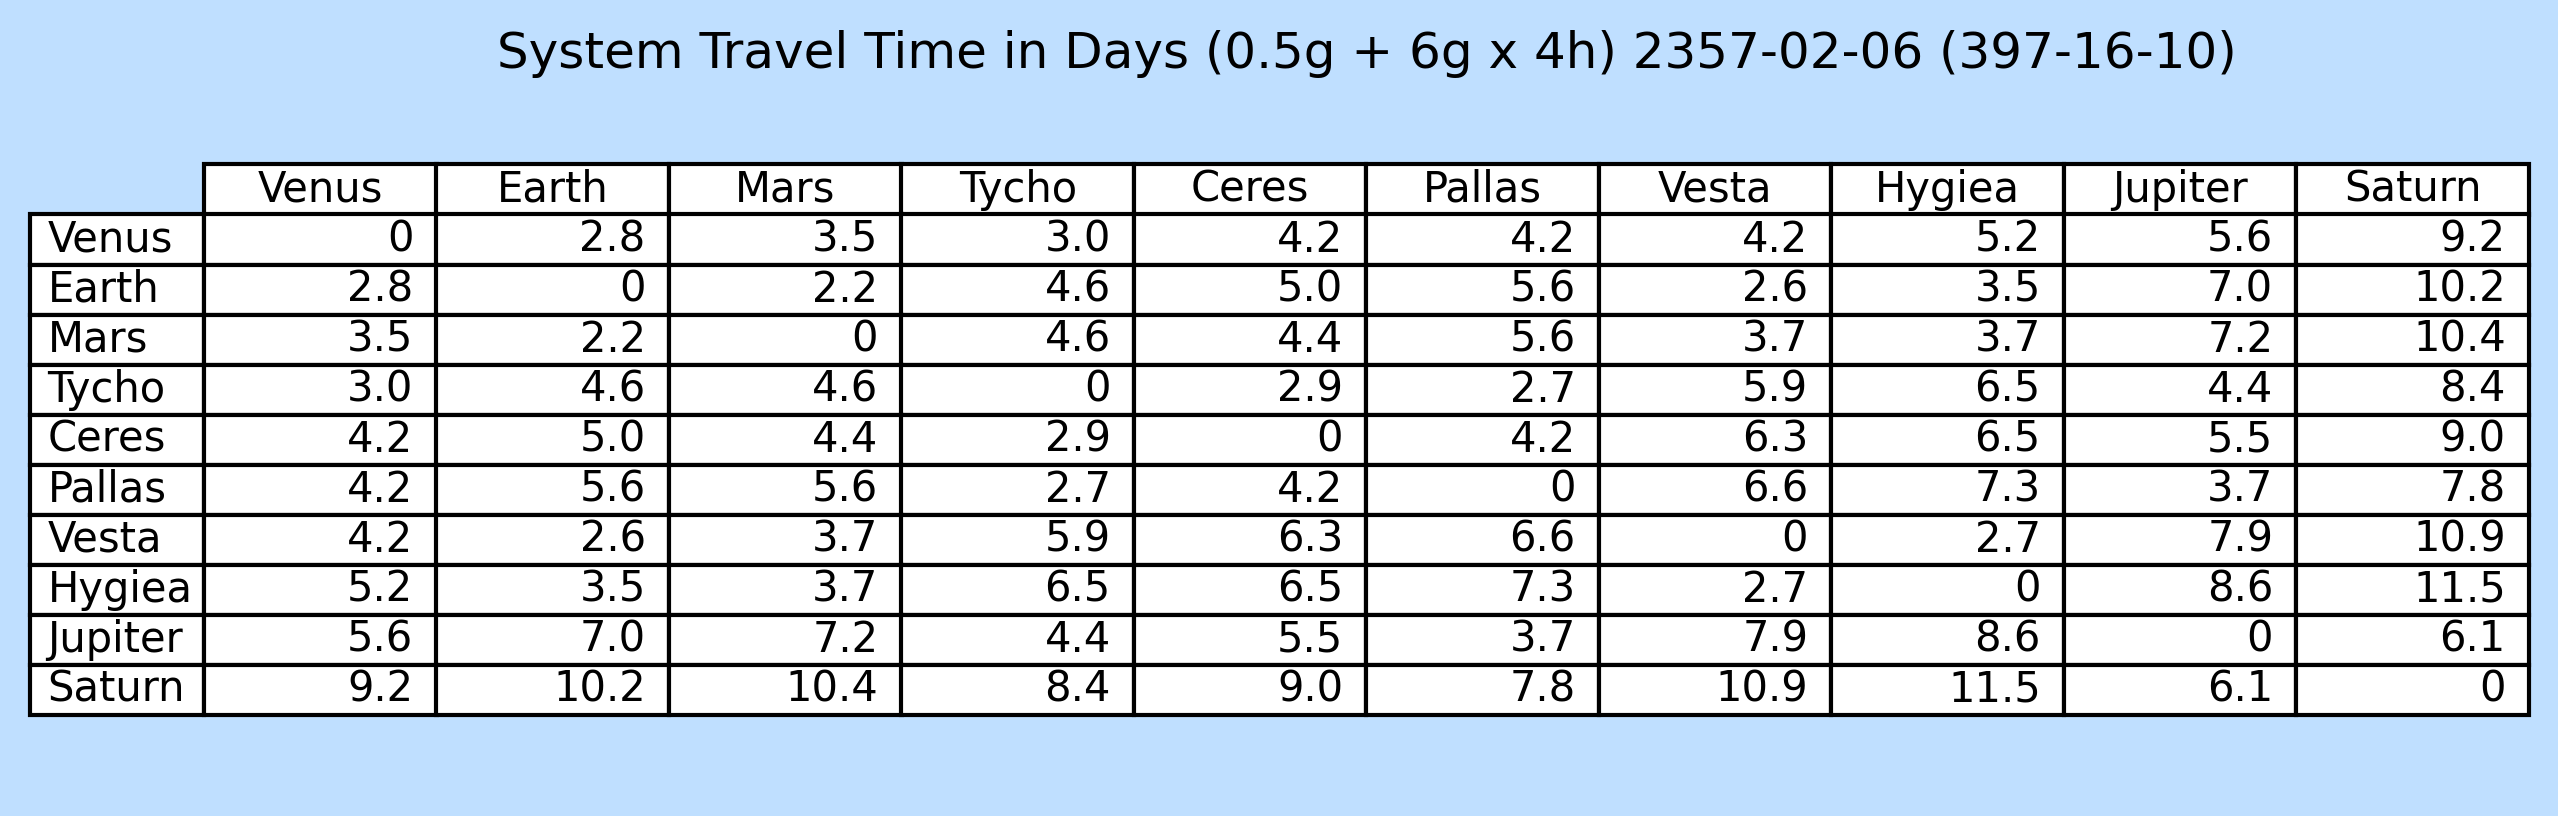 System Travel Time in Days (0.5g + 6g x 4h) 2357-02-06 (397-16-10)
Venus Earth Mars Tycho Ceres Pallas Vesta Hygiea Jupiter Saturn
Venus 0 2.8 3.5 3.0 4.2 4.2 4.2 5.2 5.6 9.2
Earth 2.8 0 2.2 4.6 5.0 5.6 2.6 3.5 7.0 10.2
Mars 3.5 2.2 0 4.6 4.4 5.6 3.7 3.7 7.2 10.4
Tycho 3.0 4.6 4.6 0 2.9 2.7 5.9 6.5 4.4 8.4
Ceres 4.2 5.0 4.4 2.9 0 4.2 6.3 6.5 5.5 9.0
Pallas 4.2 5.6 5.6 2.7 4.2 0 6.6 7.3 3.7 7.8
Vesta 4.2 2.6 3.7 5.9 6.3 6.6 0 2.7 7.9 10.9
Hygiea 5.2 3.5 3.7 6.5 6.5 7.3 2.7 0 8.6 11.5
Jupiter 5.6 7.0 7.2 4.4 5.5 3.7 7.9 8.6 0 6.1
Saturn 9.2 10.2 10.4 8.4 9.0 7.8 10.9 11.5 6.1 0